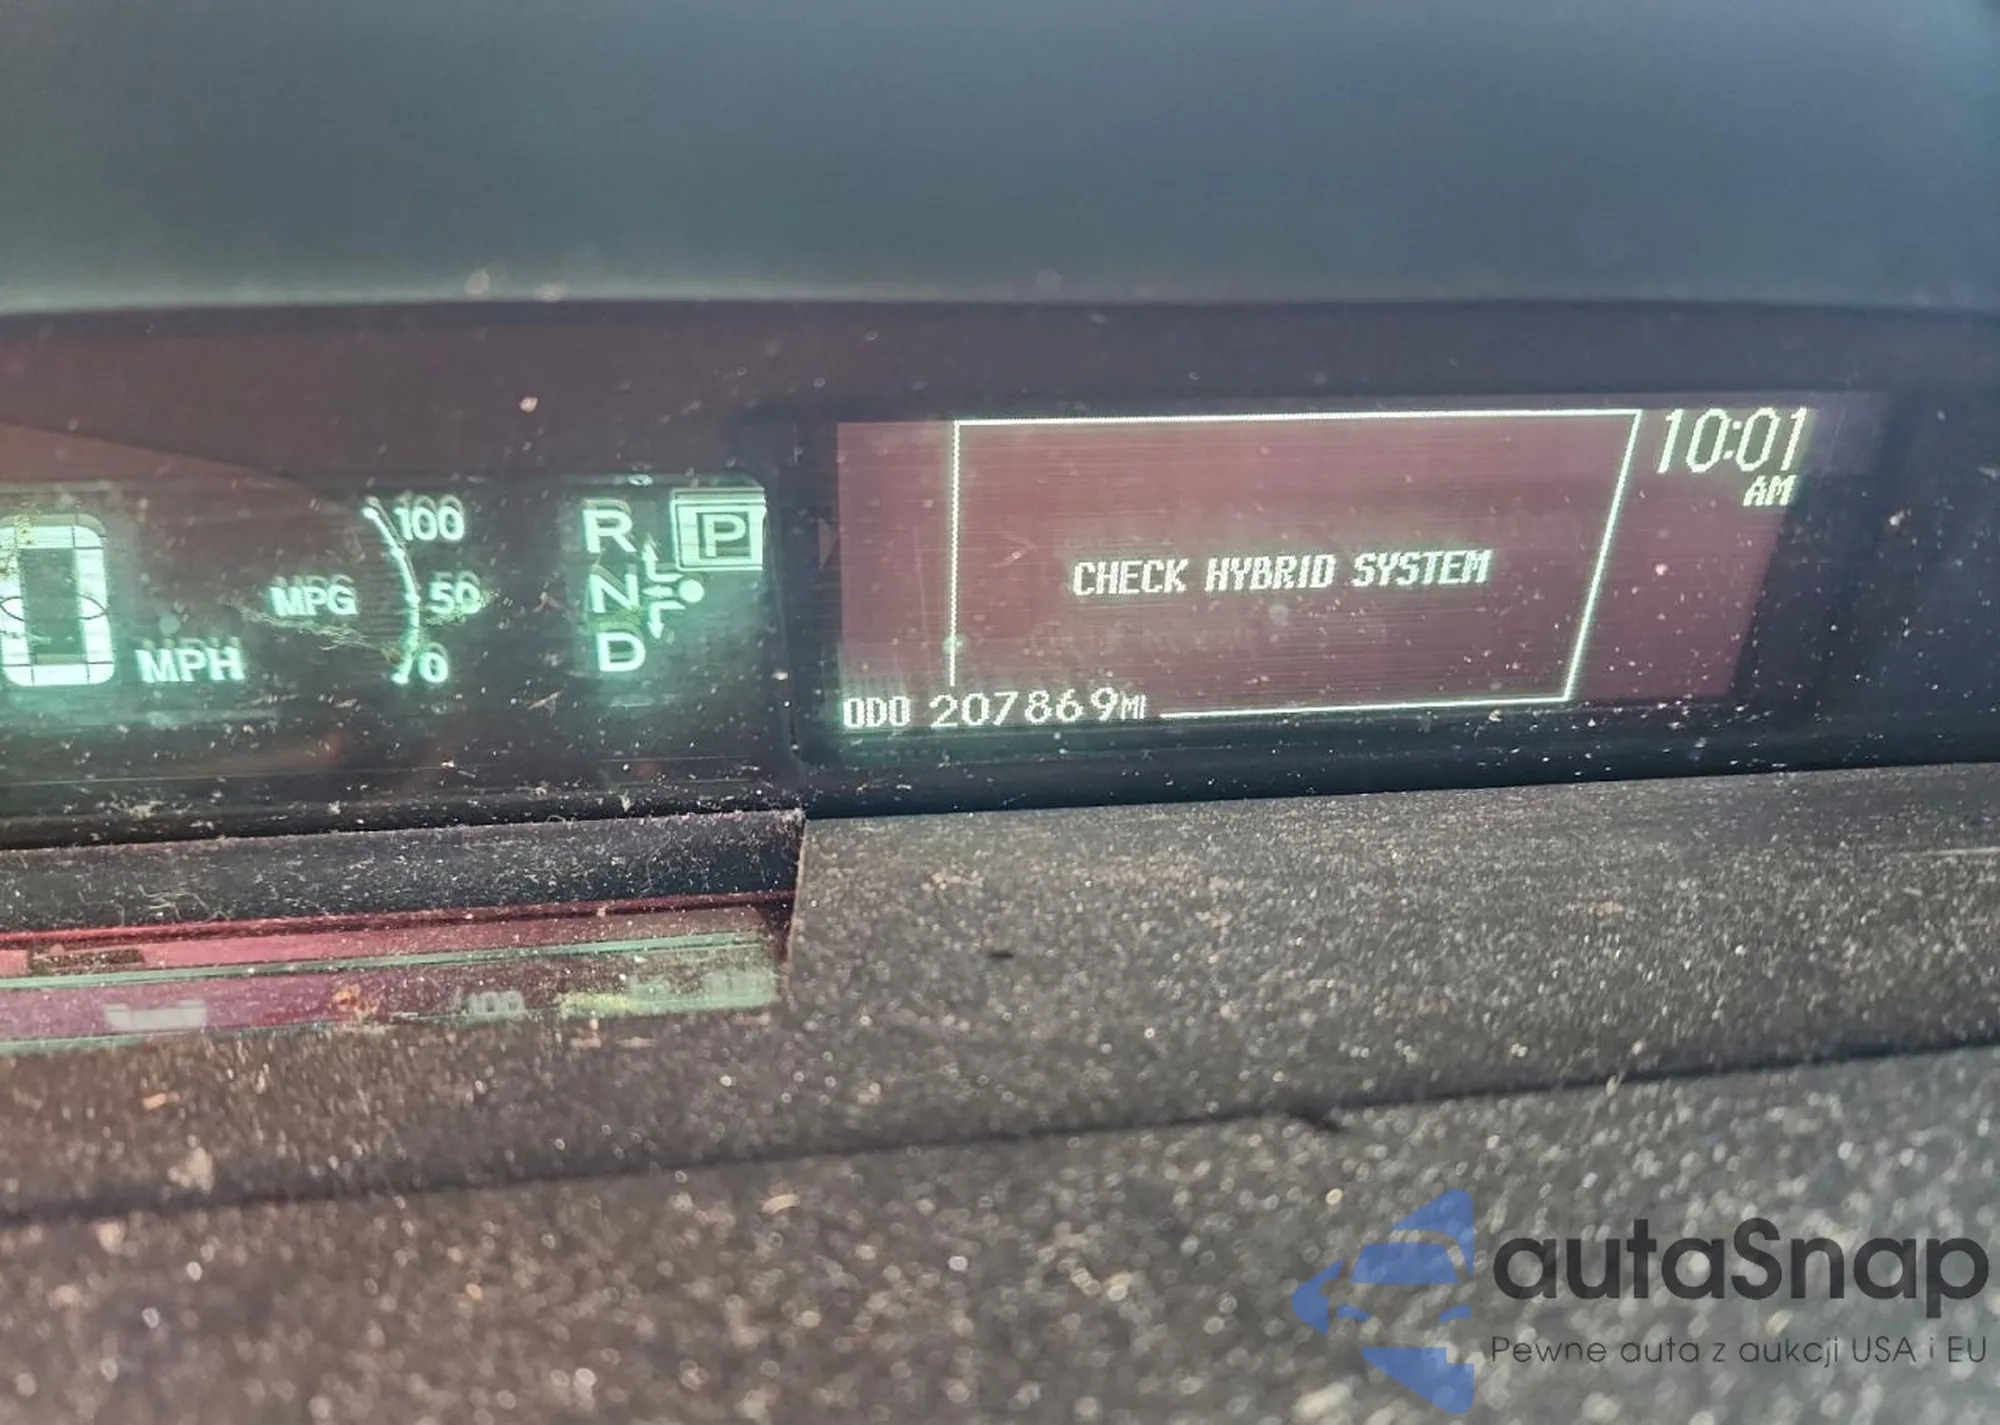 0
MPH
MPG
100
50
0
R
N
D
P
CHECK HYBRID SYSTEM
10:01
AM
ODO 207869MI
autaSnap
Pewne auta z aukcji USA i EU